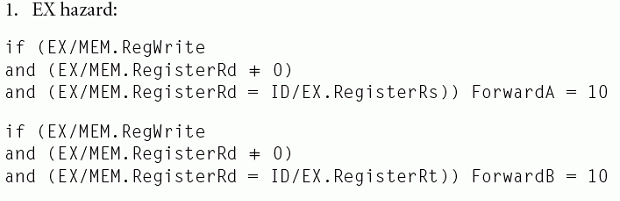 1. EX hazard:
if (EX/MEM.RegWrite
and (EX/MEM.RegisterRd ≠ 0)
and (EX/MEM.RegisterRd = ID/EX.RegisterRs)) ForwardA = 10
if (EX/MEM.RegWrite
and (EX/MEM.RegisterRd ≠ 0)
and (EX/MEM.RegisterRd = ID/EX.RegisterRt)) ForwardB = 10